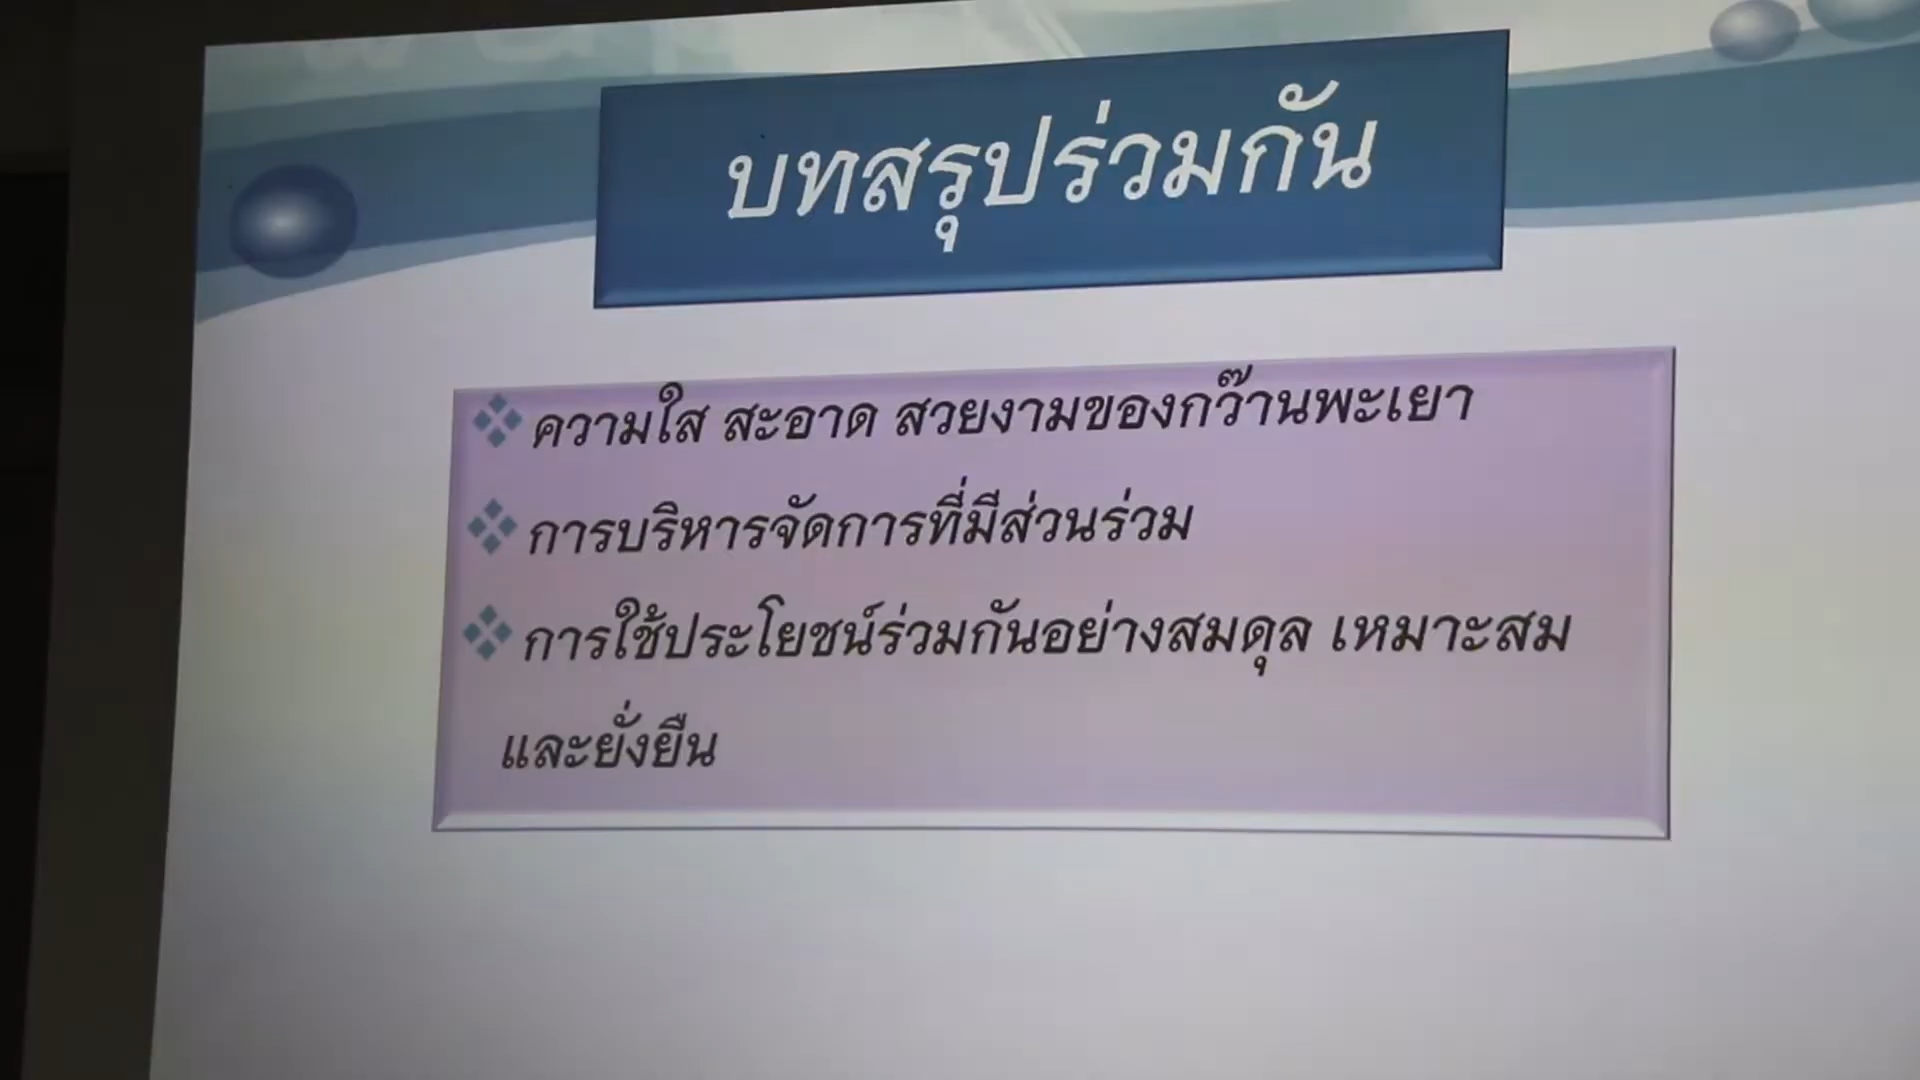 บทสรุปร่วมกัน
ความใส สะอาด สวยงามของกว๊านพะเยา
การบริหารจัดการที่มีส่วนร่วม
การใช้ประโยชน์ร่วมกันอย่างสมดุล เหมาะสม
และยั่งยืน